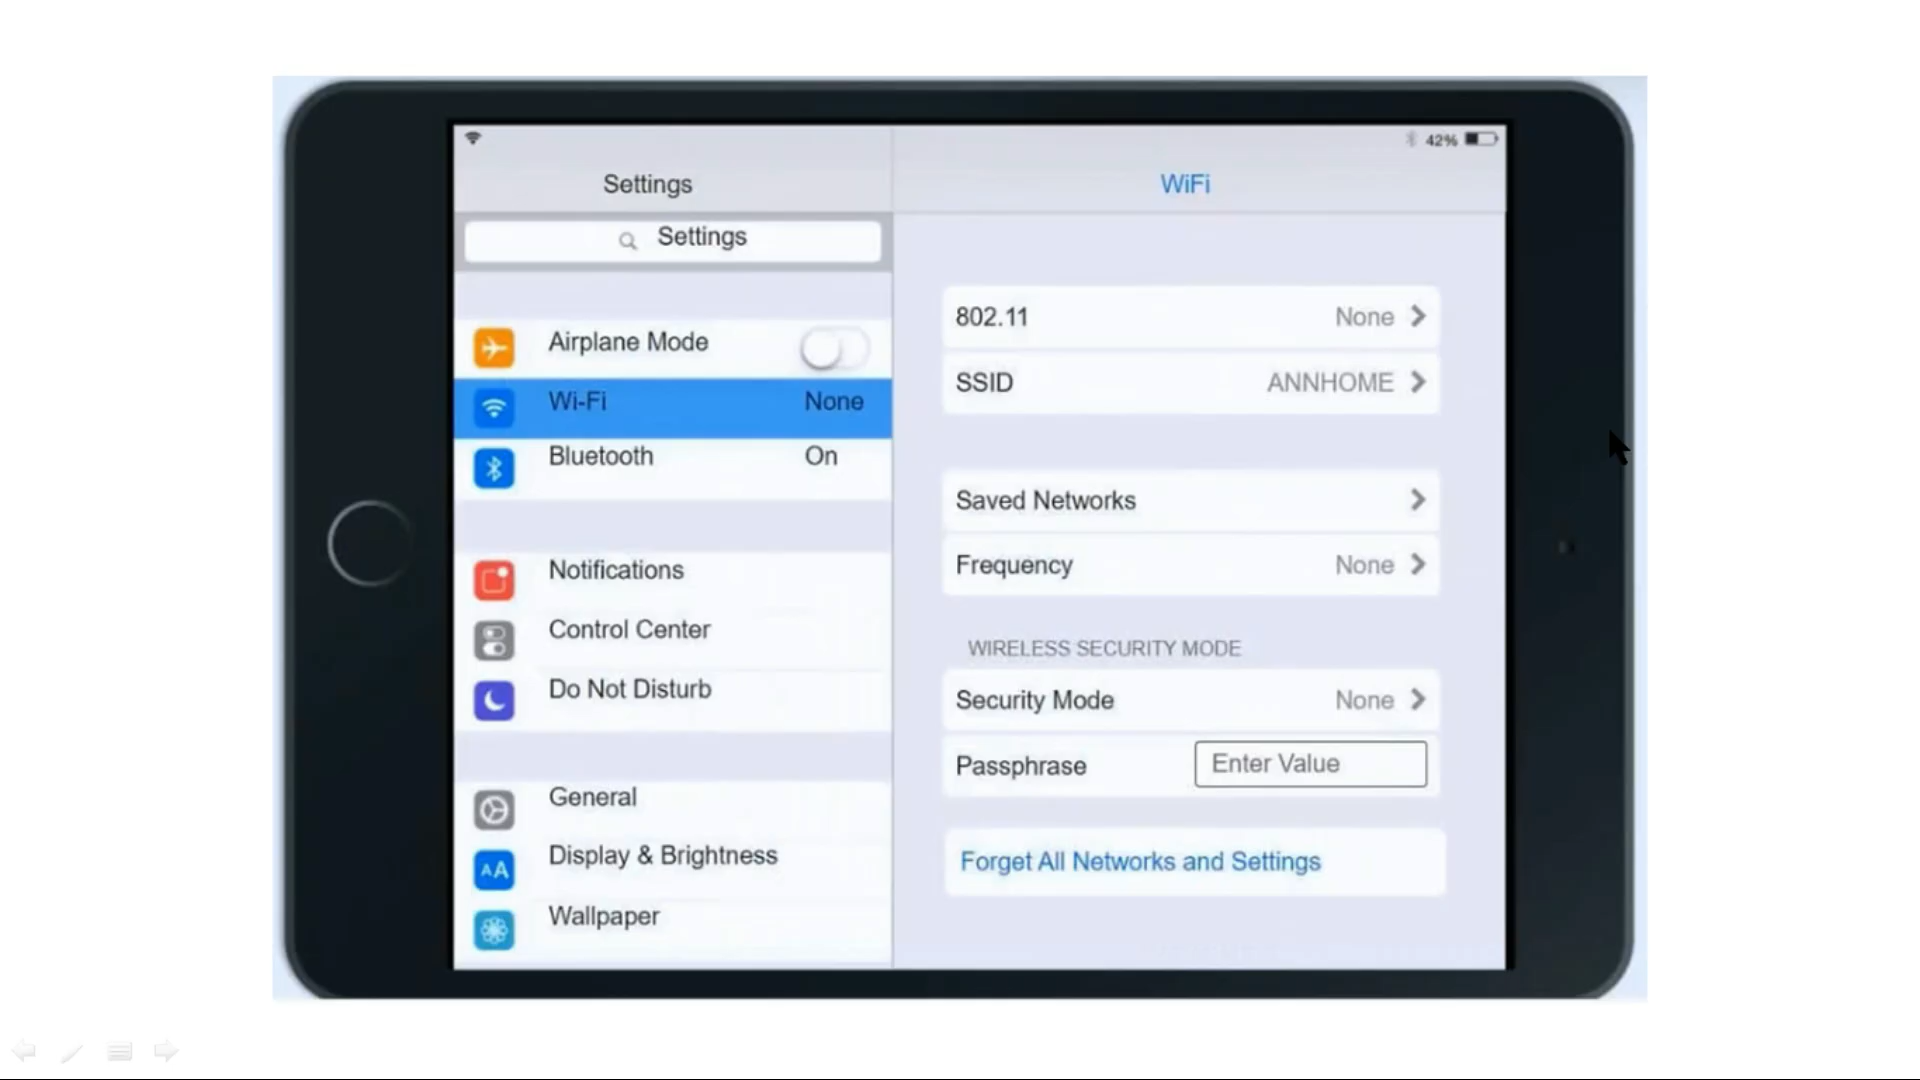 42%
Settings
WiFi
Settings
Airplane Mode
Wi-Fi None
Bluetooth On
Notifications
Control Center
Do Not Disturb
General
AA Display & Brightness
Wallpaper
802.11 None
SSID ANNHOME
Saved Networks
Frequency None
WIRELESS SECURITY MODE
Security Mode None
Passphrase Enter Value
Forget All Networks and Settings